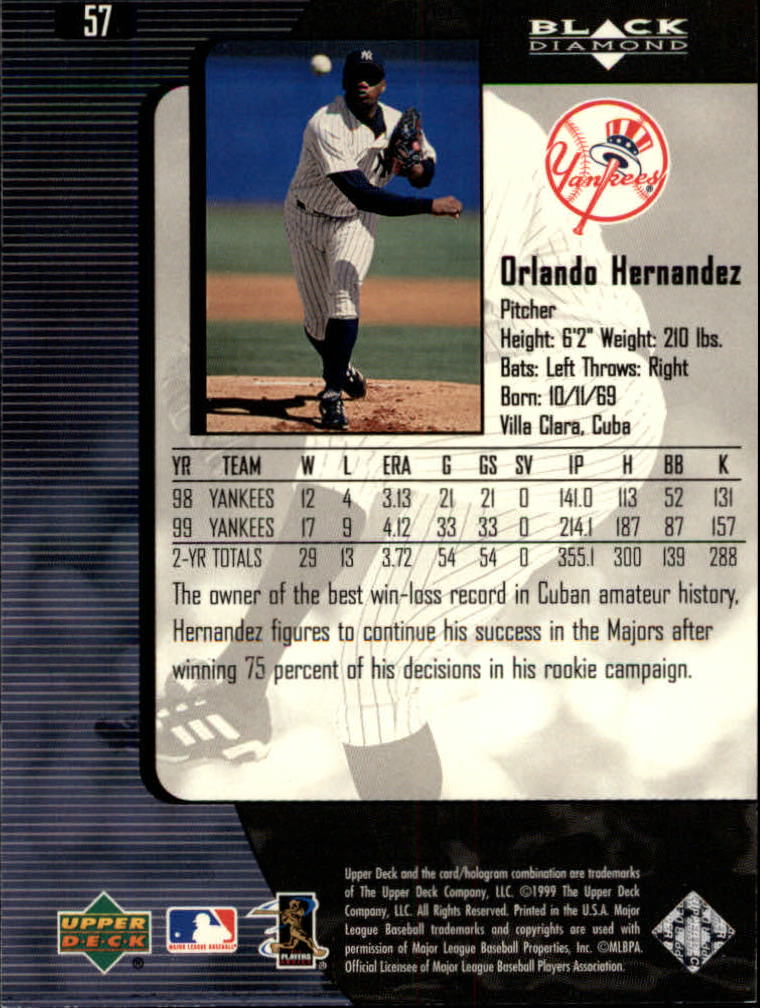 57
BLACK
DIAMOND
NY
Yankees®
Orlando Hernandez
Pitcher
Height: 6'2" Weight: 210 lbs.
Bats: Left Throws: Right
Born: 10/11/69
Villa Clara, Cuba
YR TEAM W L ERA G GS SV IP H BB K
98 YANKEES 12 4 3.13 21 21 0 141.0 113 52 131
99 YANKEES 17 9 4.12 33 33 0 214.1 187 87 157
2-YR TOTALS 29 13 3.72 54 54 0 355.1 300 139 288
The owner of the best win-loss record in Cuban amateur history,
Hernandez figures to continue his success in the Majors after
winning 75 percent of his decisions in his rookie campaign.
Upper Deck and the card/hologram combination are trademarks
of The Upper Deck Company, LLC. ©1999 The Upper Deck
Company, LLC. All Rights Reserved. Printed in the U.S.A. Major
League Baseball trademarks and copyrights are used with
permission of Major League Baseball Properties, Inc. ©MLBPA.
Official Licensee of Major League Baseball Players Association.
UPPER
DECK
®
MAJOR LEAGUE BASEBALL
PLAYERS
CHOICE
®